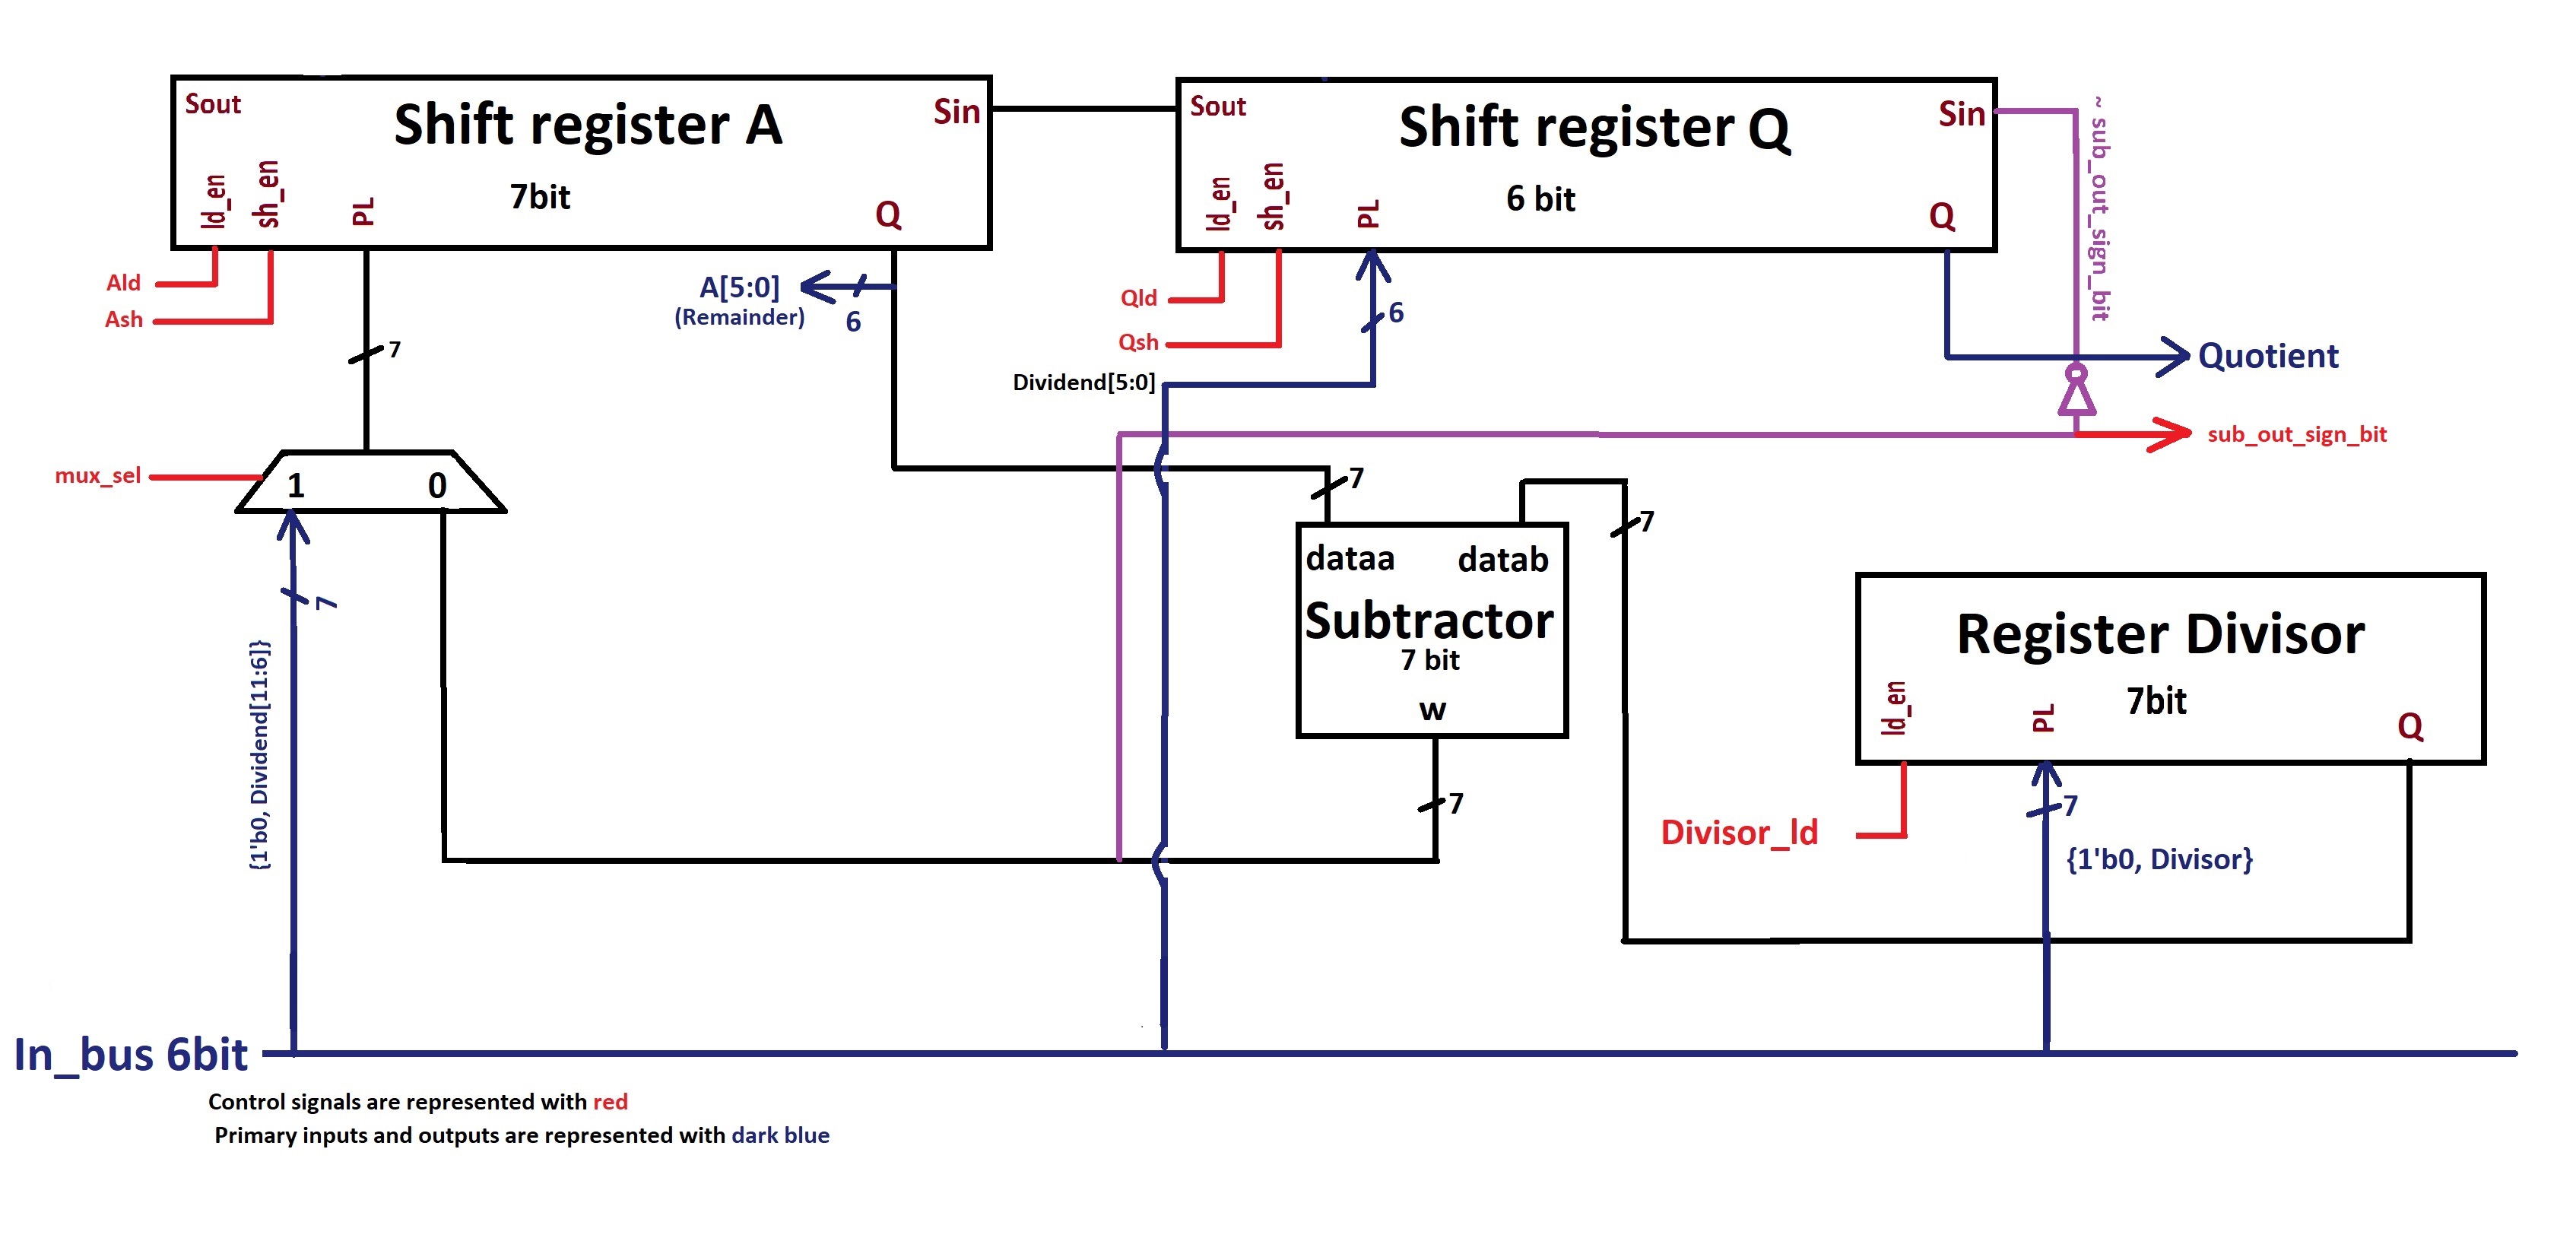 Sout
Shift register A
Sin
ld_en
sh_en
PL
7bit
Q
Sout
Shift register Q
Sin
ld_en
sh_en
PL
6 bit
Q
~ sub_out_sign_bit
Ald
Ash
A[5:0]
(Remainder)
6
7
Qld
Qsh
6
Dividend[5:0]
Quotient
sub_out_sign_bit
mux_sel
1
0
7
7
dataa
datab
Subtractor
7 bit
w
7
7
{1'b0, Dividend[11:6]}
Register Divisor
7bit
ld_en
PL
Q
Divisor_ld
7
{1'b0, Divisor}
In_bus 6bit
Control signals are represented with red
Primary inputs and outputs are represented with dark blue